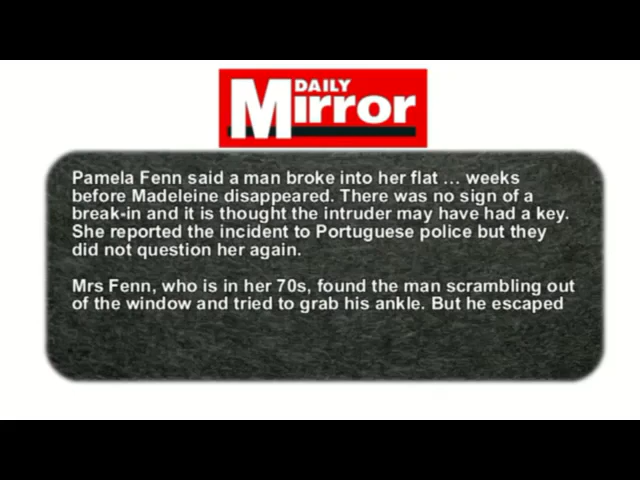 DAILY
Mirror
Pamela Fenn said a man broke into her flat … weeks
before Madeleine disappeared. There was no sign of a
break-in and it is thought the intruder may have had a key.
She reported the incident to Portuguese police but they
did not question her again.
Mrs Fenn, who is in her 70s, found the man scrambling out
of the window and tried to grab his ankle. But he escaped